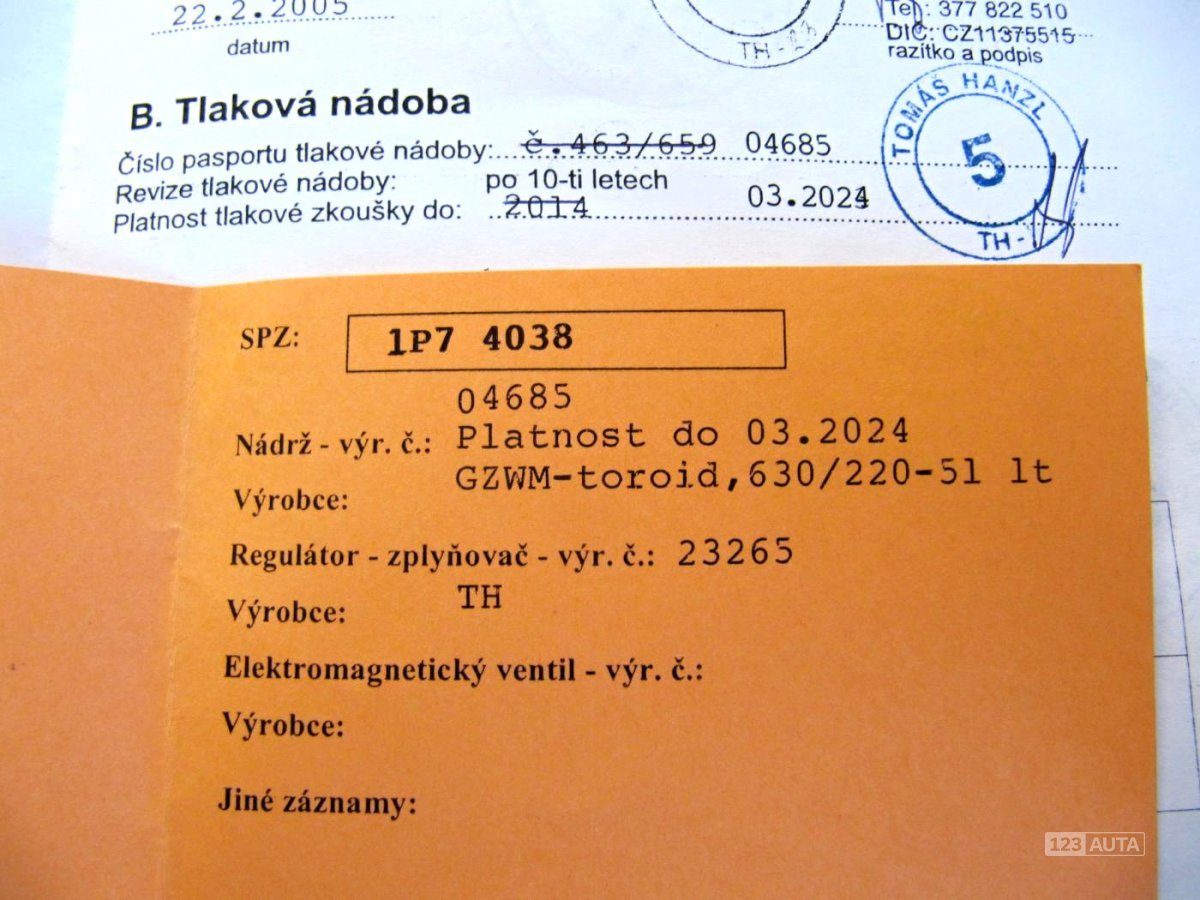 22.2.2005
datum
TH - 23
Tel: 377 822 510
DIČ: CZ11375515
razítko a podpis
B. Tlaková nádoba
Číslo pasportu tlakové nádoby: č.463/659 04685
Revize tlakové nádoby: po 10-ti letech
Platnost tlakové zkoušky do: 2014 03.2024
TOMÁŠ HANZL
5
TH -
SPZ: 1P7 4038
04685
Nádrž - výr. č.: Platnost do 03.2024
GZWM-toroid,630/220-51 lt
Výrobce:
Regulátor - zplyňovač - výr. č.: 23265
TH
Výrobce:
Elektromagnetický ventil - výr. č.:
Výrobce:
Jiné záznamy:
123 AUTA